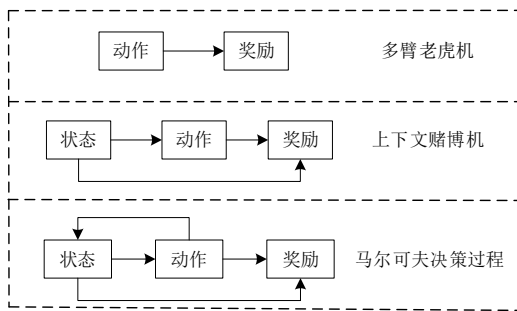 动作 奖励 多臂老虎机
状态 动作 奖励 上下文赌博机
状态 动作 奖励 马尔可夫决策过程